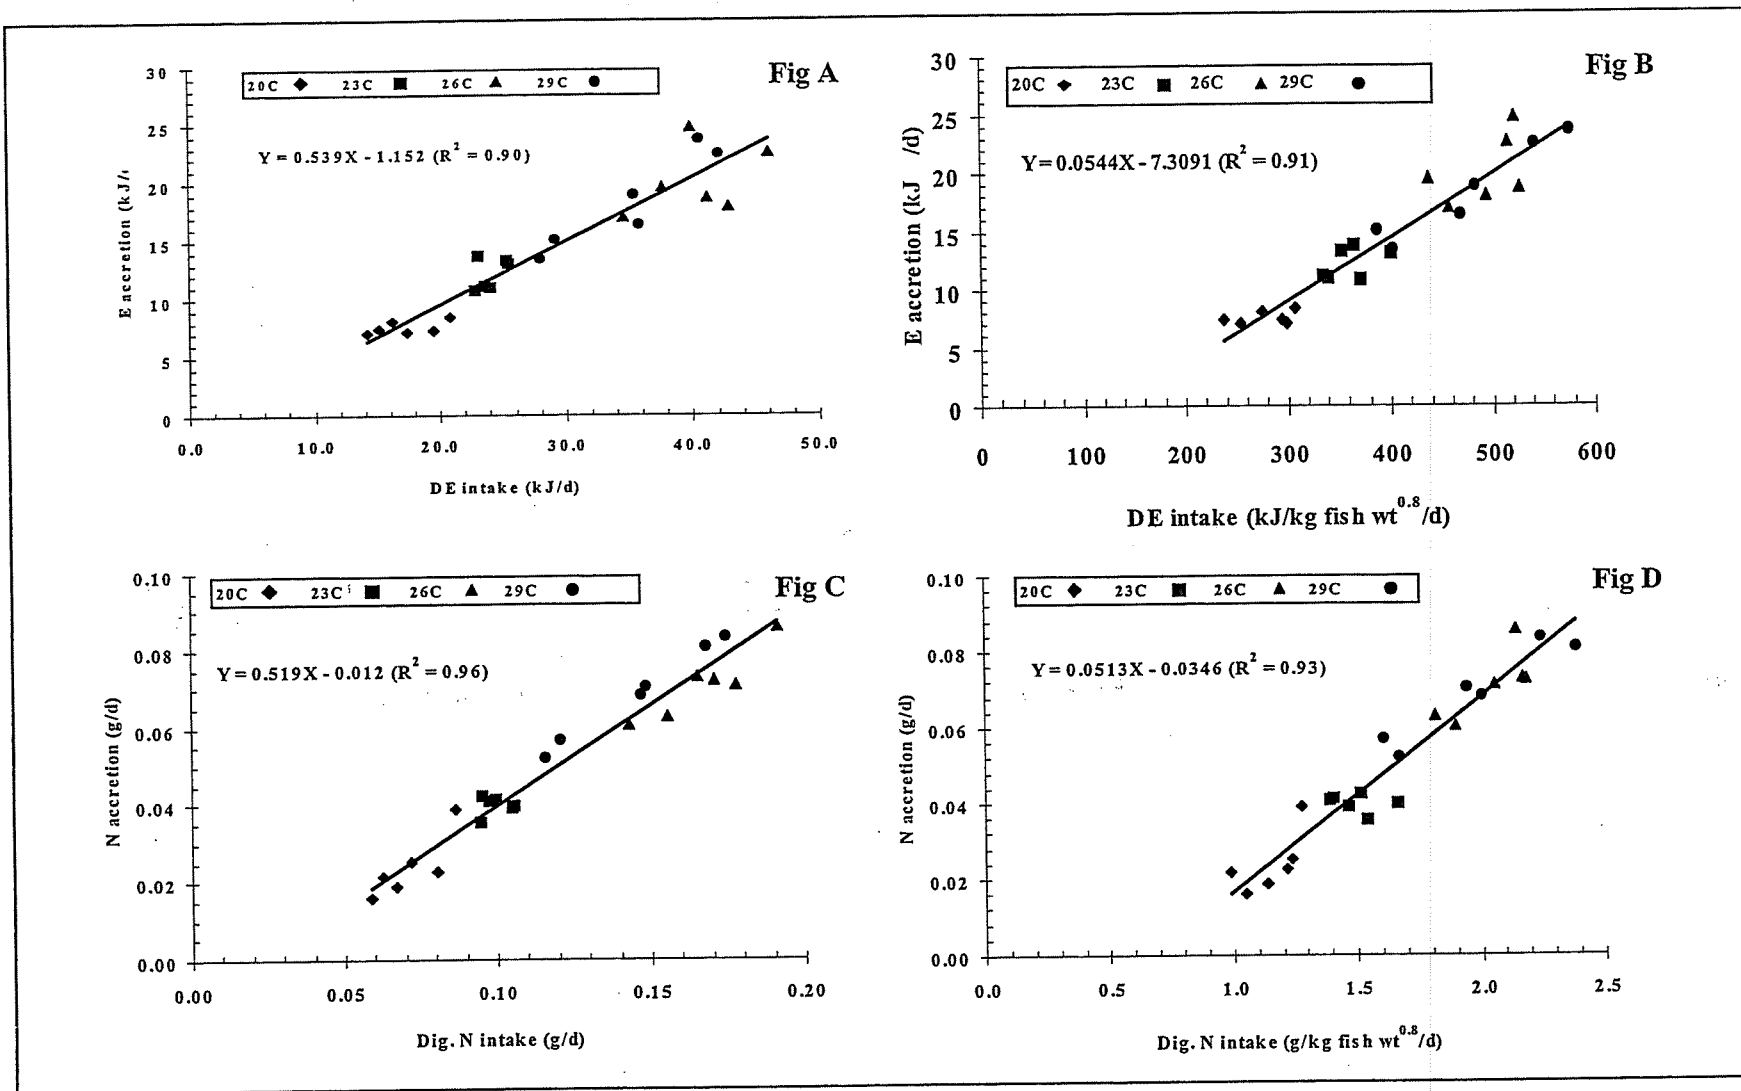 Fig A
20C 23C 26C 29C
Y = 0.539X - 1.152 (R2 = 0.90)
30
25
20
15
10
5
0
E accretion (kJ/
0.0 10.0 20.0 30.0 40.0 50.0
DE intake (kJ/d)
Fig B
20C 23C 26C 29C
Y=0.0544X - 7.3091 (R2 = 0.91)
30
25
20
15
10
5
0
E accretion (kJ /d)
0 100 200 300 400 500 600
DE intake (kJ/kg fish wt0.8/d)
Fig C
20C 23C 26C 29C
Y = 0.519X - 0.012 (R2 = 0.96)
0.10
0.08
0.06
0.04
0.02
0.00
N accretion (g/d)
0.00 0.05 0.10 0.15 0.20
Dig. N intake (g/d)
Fig D
20C 23C 26C 29C
Y = 0.0513X - 0.0346 (R2 = 0.93)
0.10
0.08
0.06
0.04
0.02
0.00
N accretion (g/d)
0.0 0.5 1.0 1.5 2.0 2.5
Dig. N intake (g/kg fish wt0.8/d)